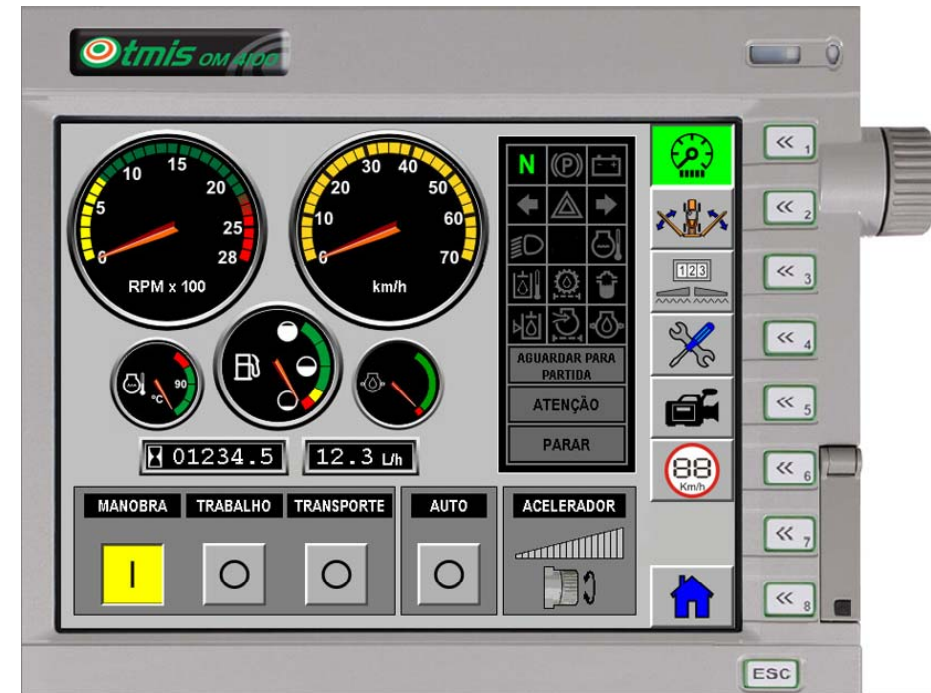 Otmis OM 4100
0 5 10 15 20 25 28
RPM x 100
0 10 20 30 40 50 60 70
km/h
N (P)
90
°C
01234.5
12.3 L/h
AGUARDAR PARA
PARTIDA
ATENÇÃO
PARAR
123
88
Km/h
MANOBRA TRABALHO TRANSPORTE AUTO ACELERADOR
I O O O
<< 1
<< 2
<< 3
<< 4
<< 5
<< 6
<< 7
<< 8
ESC